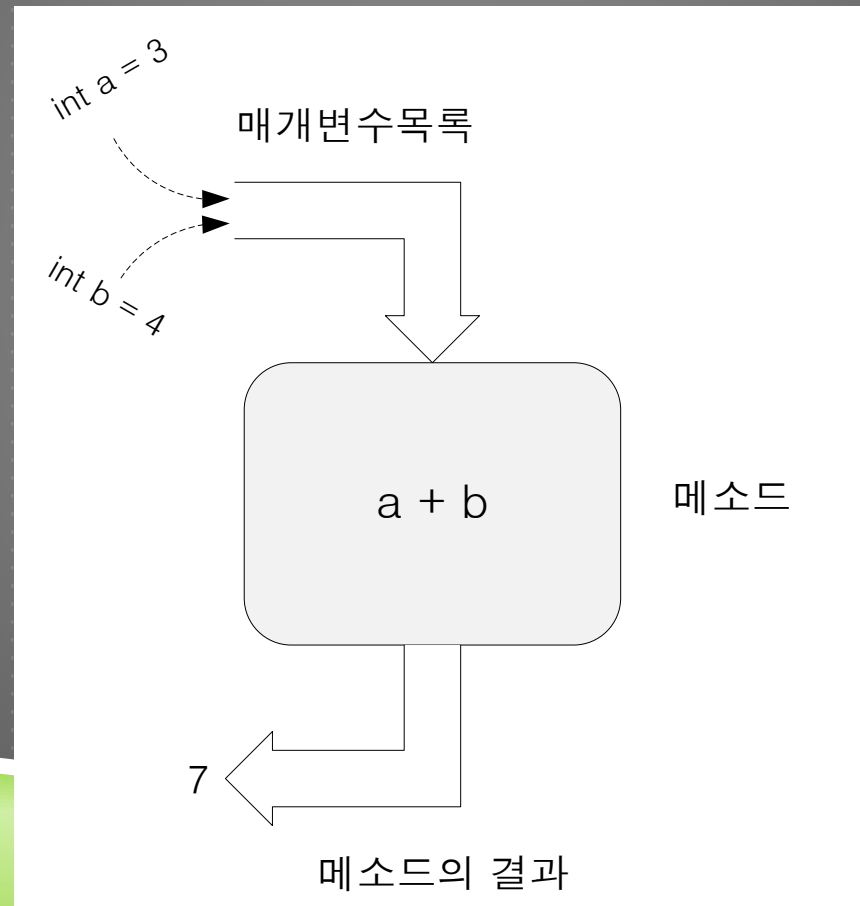 int a = 3
매개변수목록
int b = 4
a + b
메소드
7
메소드의 결과